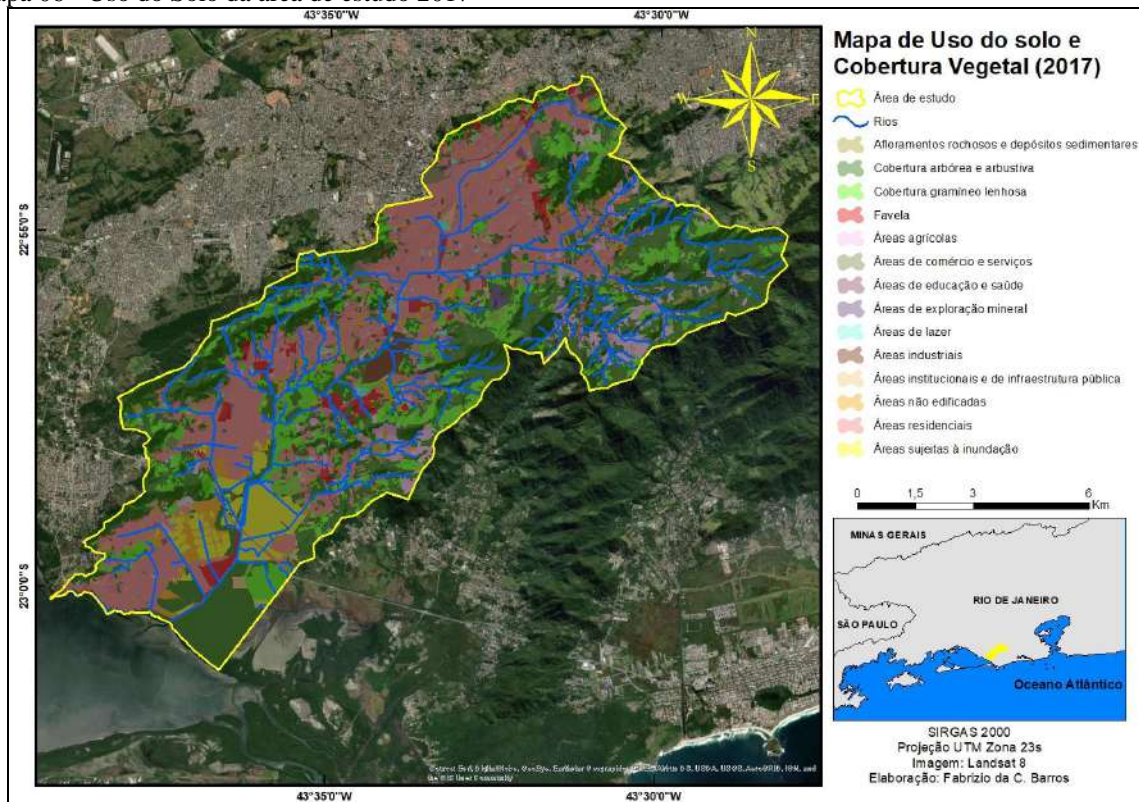 43°35'0"W
43°30'0"W
N
W
E
S
22°55'0"S
23°0'0"S
43°35'0"W
43°30'0"W
Mapa de Uso do solo e
Cobertura Vegetal (2017)
Área de estudo
Rios
Afloramentos rochosos e depósitos sedimentares
Cobertura arbórea e arbustiva
Cobertura gramíneo lenhosa
Favela
Áreas agrícolas
Áreas de comércio e serviços
Áreas de educação e saúde
Áreas de exploração mineral
Áreas de lazer
Áreas industriais
Áreas institucionais e de infraestrutura pública
Áreas não edificadas
Áreas residenciais
Áreas sujeitas à inundação
0 1,5 3 6
Km
MINAS GERAIS
RIO DE JANEIRO
SÃO PAULO
Oceano Atlântico
SIRGAS 2000
Projeção UTM Zona 23s
Imagem: Landsat 8
Elaboração: Fabrizio da C. Barros